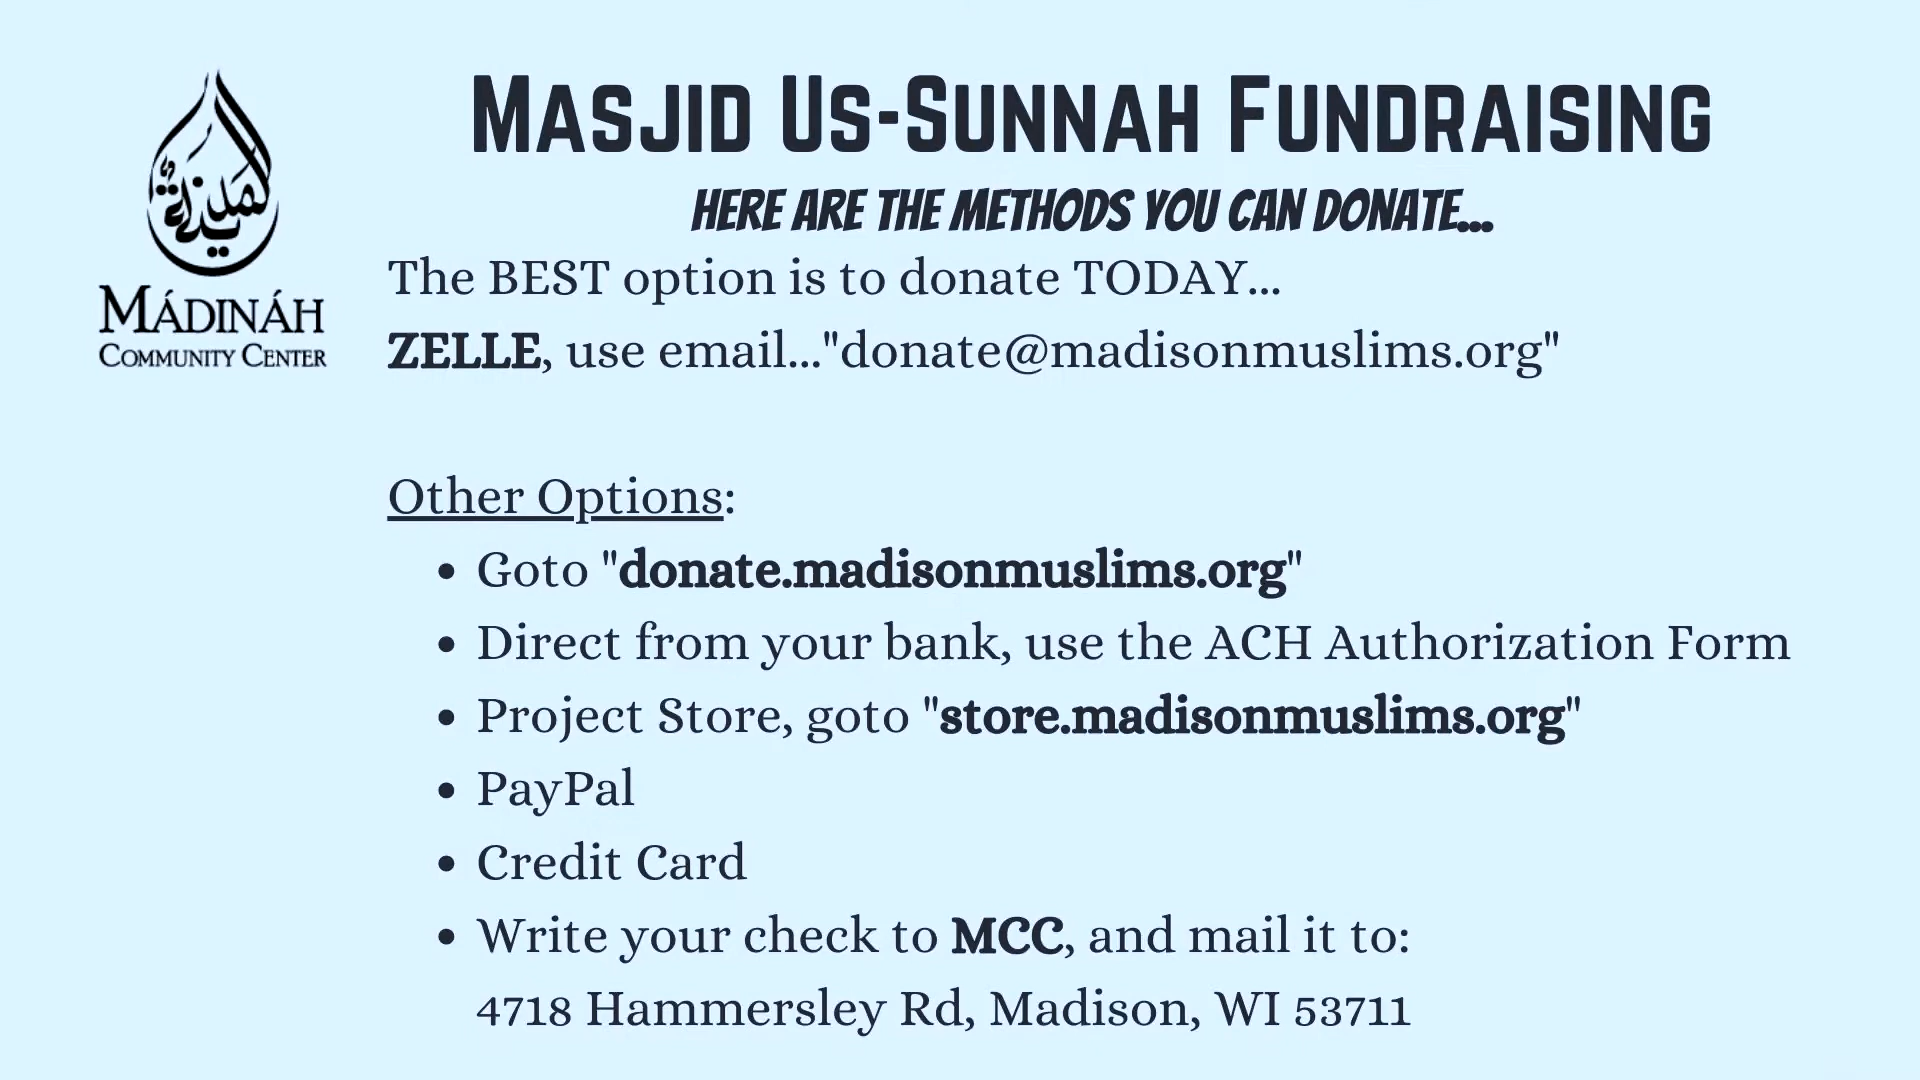 Masjid Us-Sunnah Fundraising
HERE ARE THE METHODS YOU CAN DONATE...
المدينة
MÁDINÁH
COMMUNITY CENTER
The BEST option is to donate TODAY...
ZELLE, use email..."donate@madisonmuslims.org"
Other Options:
• Goto "donate.madisonmuslims.org"
• Direct from your bank, use the ACH Authorization Form
• Project Store, goto "store.madisonmuslims.org"
• PayPal
• Credit Card
• Write your check to MCC, and mail it to:
4718 Hammersley Rd, Madison, WI 53711